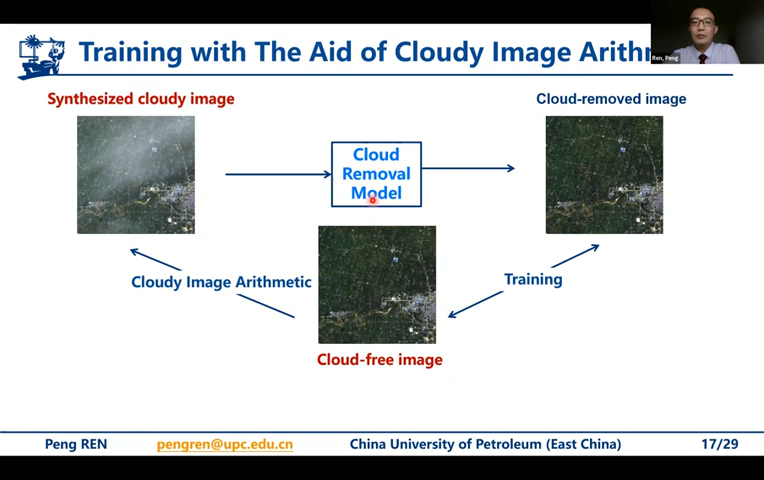 Training with The Aid of Cloudy Image Arithm
Ren, Peng
Synthesized cloudy image
Cloud-removed image
Cloud
Removal
Model
Cloudy Image Arithmetic
Training
Cloud-free image
Peng REN
pengren@upc.edu.cn
China University of Petroleum (East China)
17/29